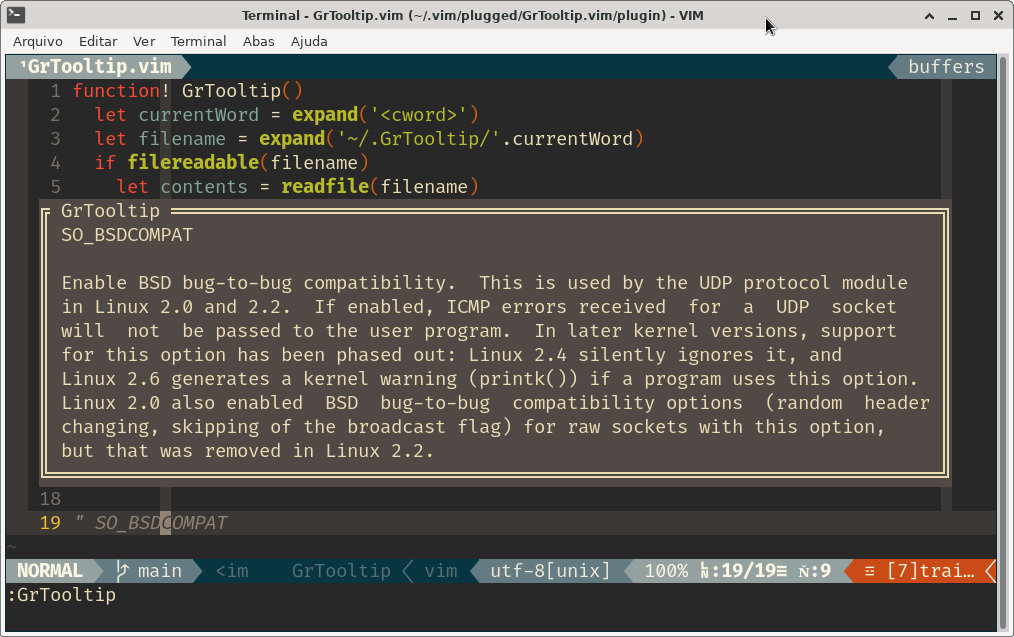 Terminal - GrTooltip.vim (~/.vim/plugged/GrTooltip.vim/plugin) - VIM
Arquivo Editar Ver Terminal Abas Ajuda
¹GrTooltip.vim buffers
1 function! GrTooltip()
2   let currentWord = expand('<cword>')
3   let filename = expand('~/.GrTooltip/'.currentWord)
4   if filereadable(filename)
5     let contents = readfile(filename)
GrTooltip
SO_BSDCOMPAT
Enable BSD bug-to-bug compatibility.  This is used by the UDP protocol module
in Linux 2.0 and 2.2.  If enabled, ICMP errors received  for  a  UDP  socket
will  not  be passed to the user program.  In later kernel versions, support
for this option has been phased out: Linux 2.4 silently ignores it, and
Linux 2.6 generates a kernel warning (printk()) if a program uses this option.
Linux 2.0 also enabled  BSD  bug-to-bug  compatibility options  (random  header
changing, skipping of the broadcast flag) for raw sockets with this option,
but that was removed in Linux 2.2.
18
19 " SO_BSDCOMPAT
~
NORMAL main <im GrTooltip vim utf-8[unix] 100% ㏑:19/19≡ ℅:9 ☲ [7]trai…
:GrTooltip